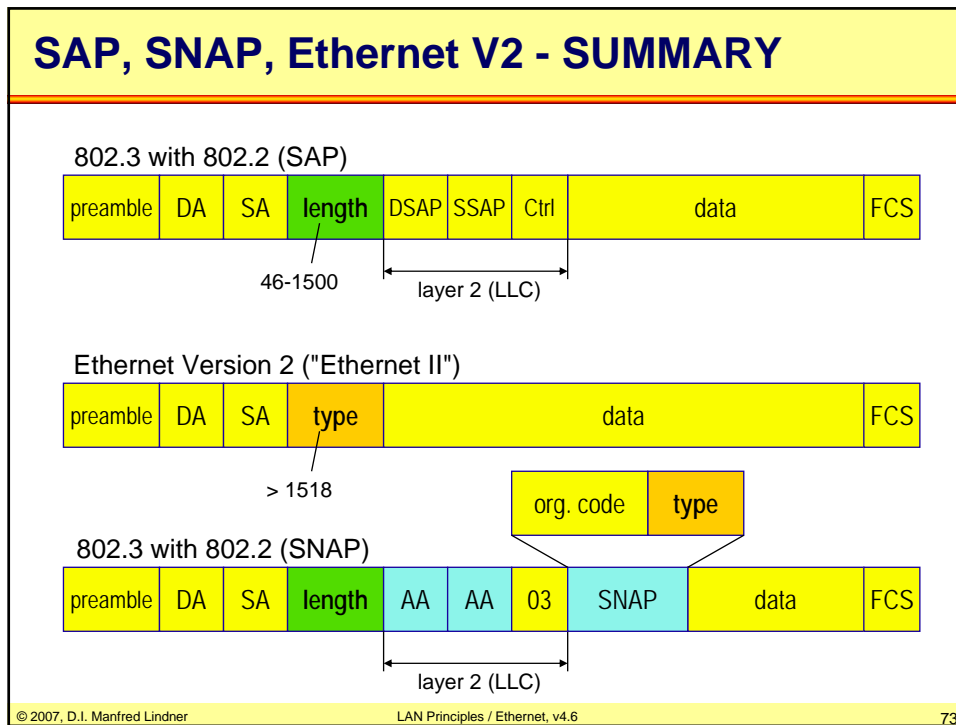 SAP, SNAP, Ethernet V2 - SUMMARY
802.3 with 802.2 (SAP)
preamble DA SA length DSAP SSAP Ctrl data FCS
46-1500
layer 2 (LLC)
Ethernet Version 2 ("Ethernet II")
preamble DA SA type data FCS
> 1518
org. code type
802.3 with 802.2 (SNAP)
preamble DA SA length AA AA 03 SNAP data FCS
layer 2 (LLC)
© 2007, D.I. Manfred Lindner LAN Principles / Ethernet, v4.6 73